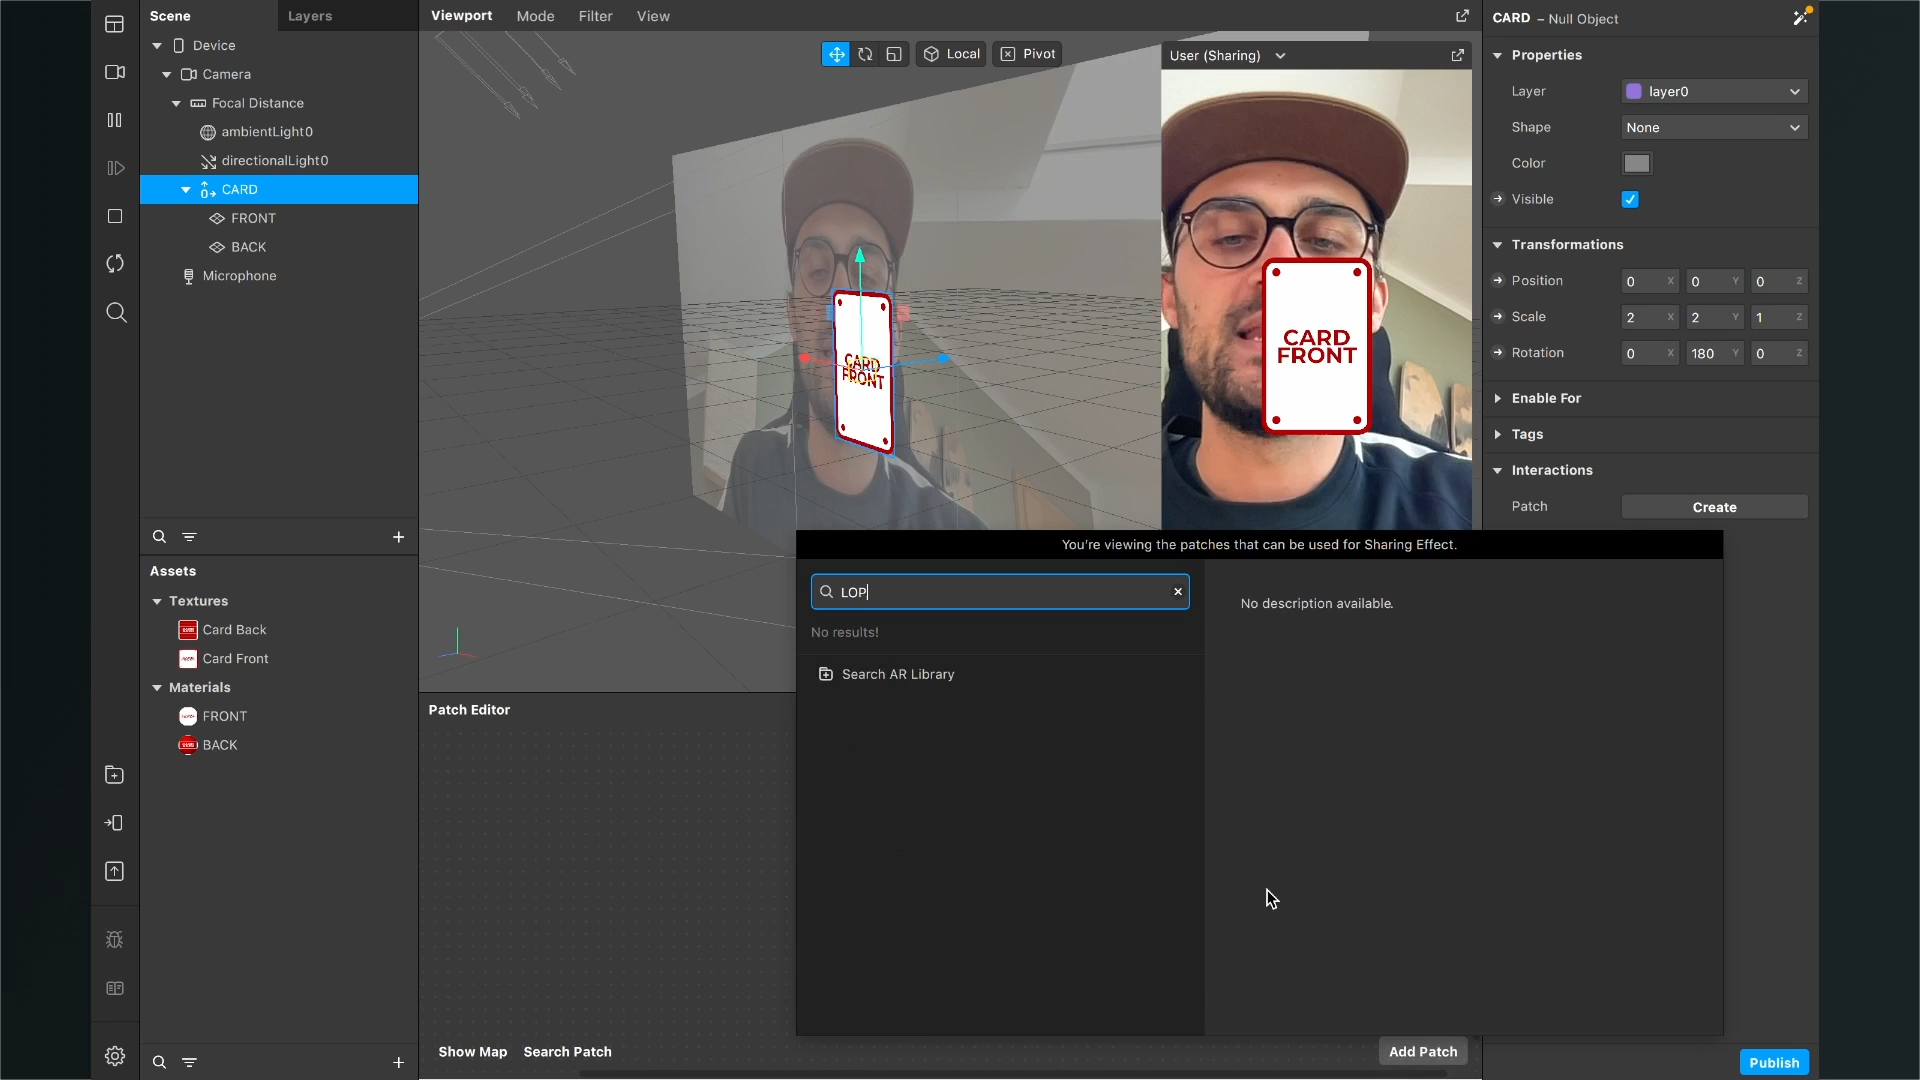 Scene
Layers
Viewport
Mode
Filter
View
CARD – Null Object
Device
Camera
Focal Distance
ambientLight0
directionalLight0
CARD
FRONT
BACK
Microphone
Local
Pivot
User (Sharing)
CARD
FRONT
CARD
FRONT
Properties
Layer
layer0
Shape
None
Color
Visible
Transformations
Position
0 X 0 Y 0 Z
Scale
2 X 2 Y 1 Z
Rotation
0 X 180 Y 0 Z
Enable For
Tags
Interactions
Patch
Create
Assets
Textures
Card Back
Card Front
Materials
FRONT
BACK
You're viewing the patches that can be used for Sharing Effect.
LOP
No results!
Search AR Library
No description available.
Patch Editor
Show Map
Search Patch
Add Patch
Publish